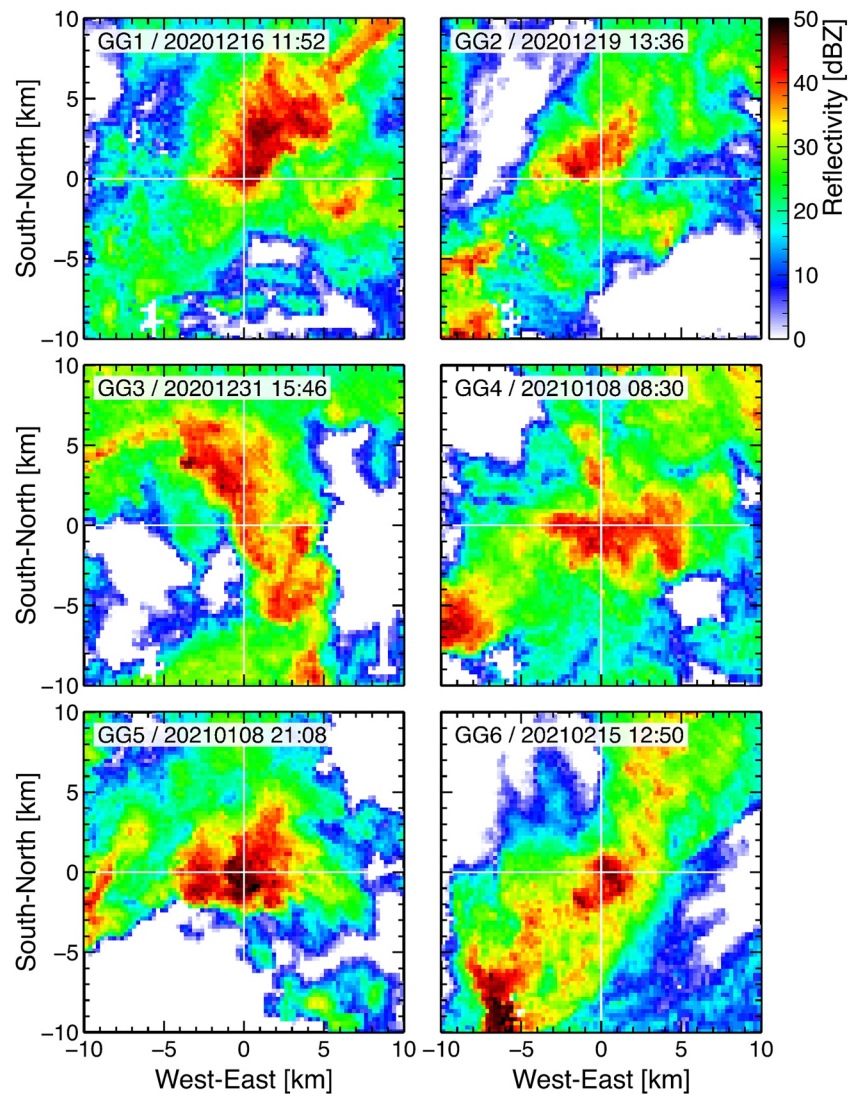 GG1 / 20201216 11:52
GG2 / 20201219 13:36
10
5
0
−5
−10
South-North [km]
50
40
30
20
10
0
Reflectivity [dBZ]
GG3 / 20201231 15:46
GG4 / 20210108 08:30
10
5
0
−5
−10
South-North [km]
GG5 / 20210108 21:08
GG6 / 20210215 12:50
10
5
0
−5
−10
South-North [km]
−10 −5 0 5 10
−10 −5 0 5 10
West-East [km]
West-East [km]